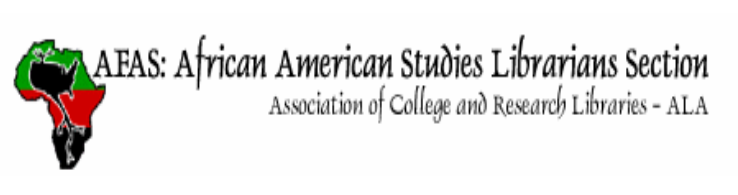 AFAS: African American Studies Librarians Section
Association of College and Research Libraries – ALA